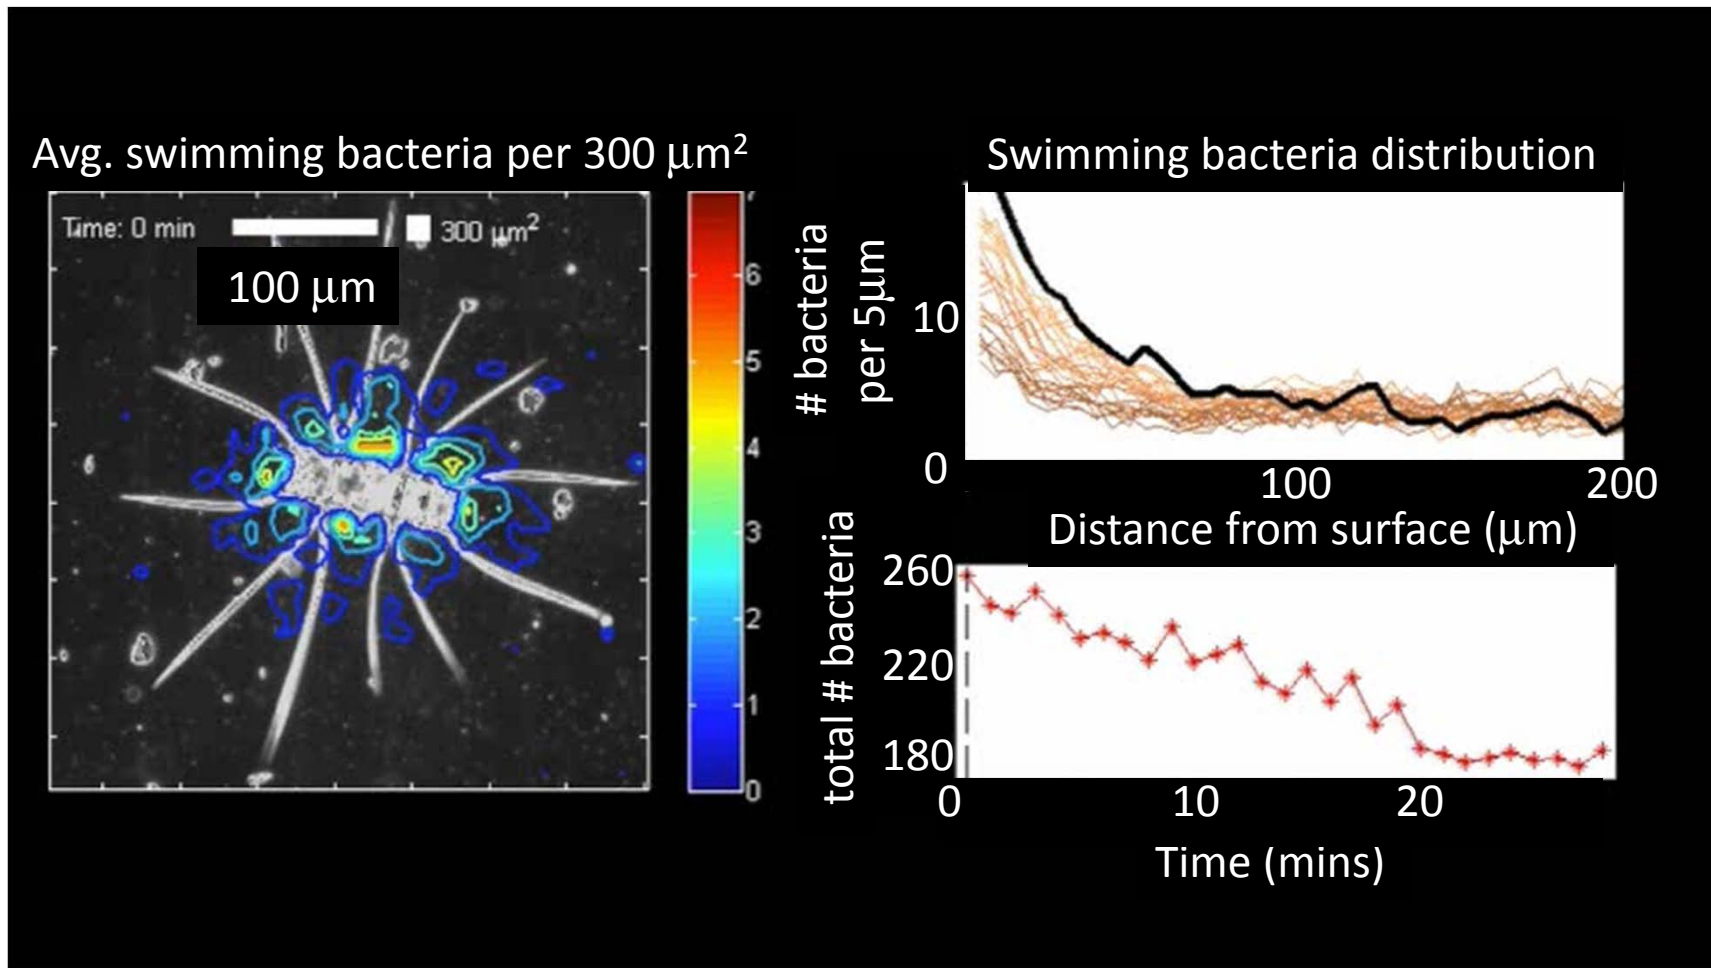 Avg. swimming bacteria per 300 μm²
Time: 0 min
300 μm²
100 μm
7
6
5
4
3
2
1
0
Swimming bacteria distribution
# bacteria
per 5μm
10
0
100
200
Distance from surface (μm)
total # bacteria
260
220
180
0
10
20
Time (mins)